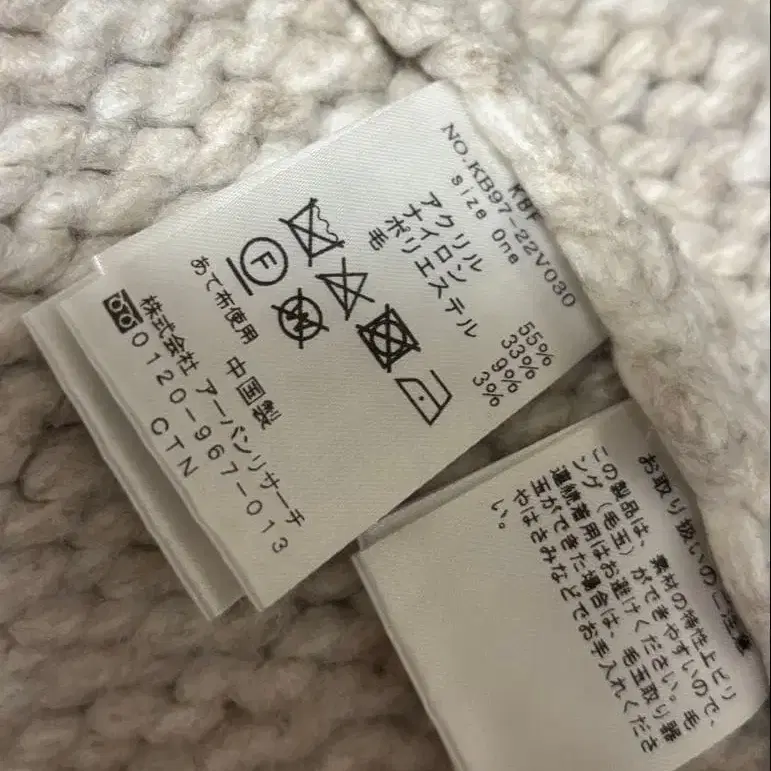 KBF
NO.KB97-22V030
size One
アクリル 55%
ナイロン 33%
ポリエステル 9%
毛 3%
F
W
あて布使用 中国製
株式会社 アーバンリサーチ
0120-967-013
CTN
お取り扱いのご注意
この製品は、素材の特性上ピリ
ング(毛玉)ができやすいので、
連続着用はお避けください。毛
玉ができた場合は、毛玉取り器
やはさみなどでお手入れくださ
い。